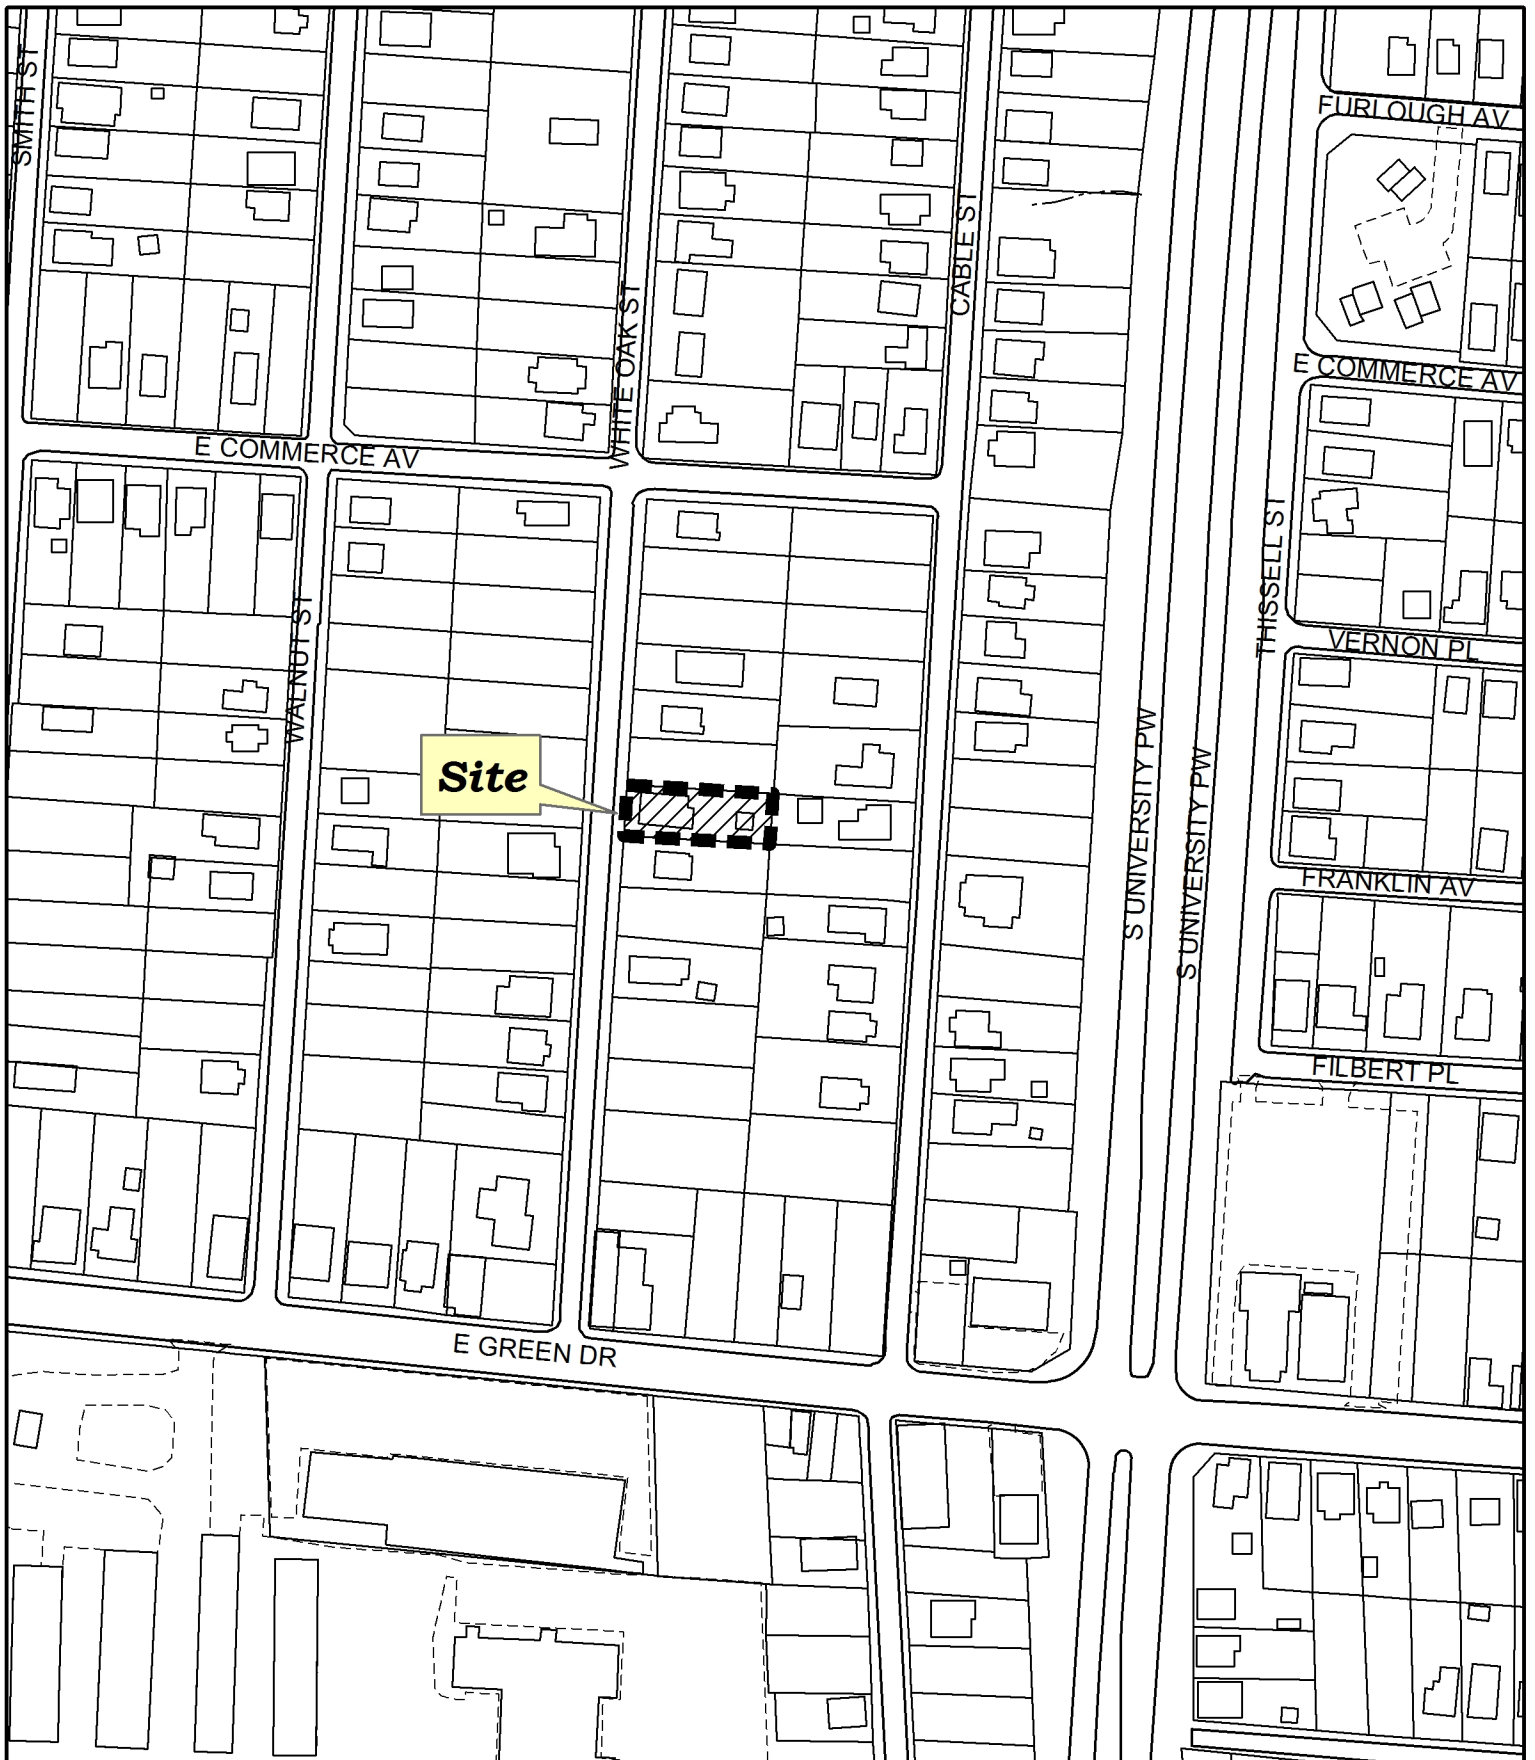 SMITH ST
FURLOUGH AV
CABLE ST
WHITE OAK ST
E COMMERCE AV
E COMMERCE AV
THISSELL ST
WALNUT ST
VERNON PL
Site
S UNIVERSITY PW
S UNIVERSITY PW
FRANKLIN AV
FILBERT PL
E GREEN DR